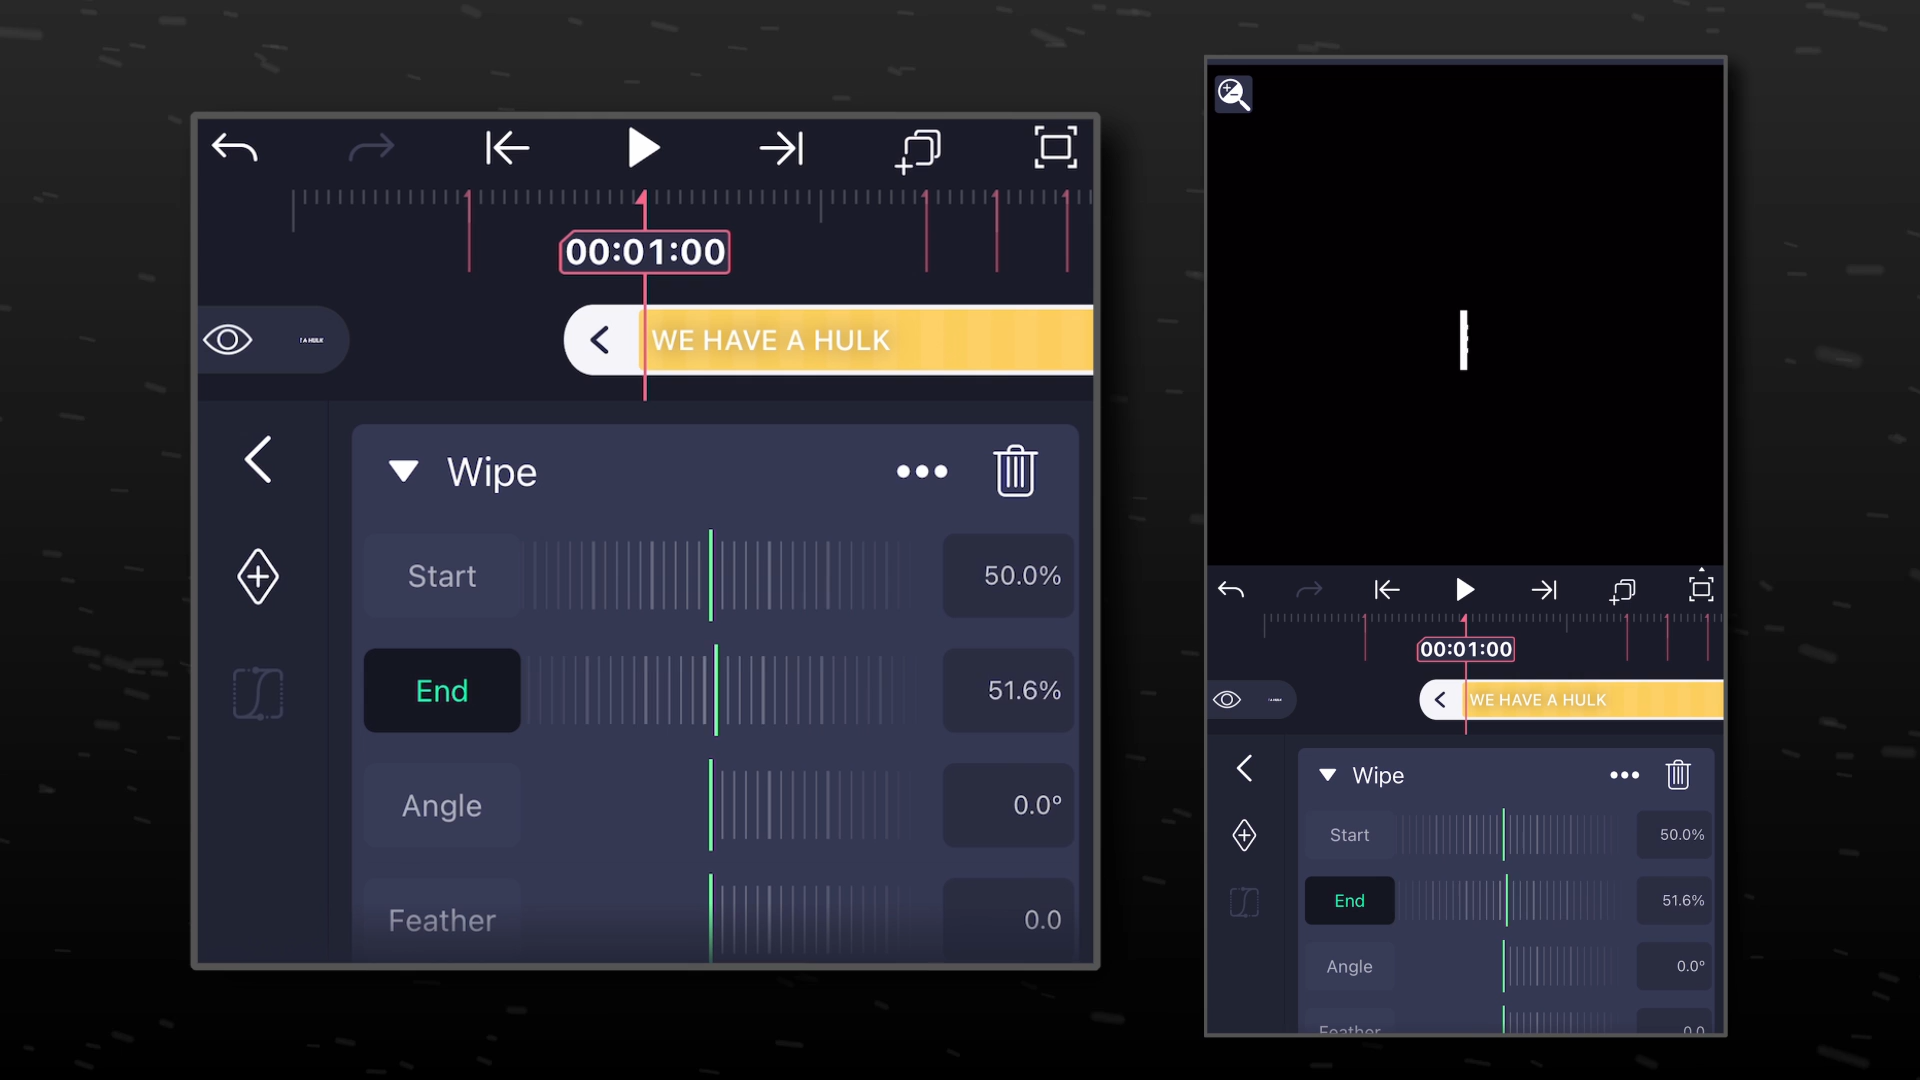 00:01:00
! A HULK
WE HAVE A HULK
Wipe
Start
50.0%
End
51.6%
Angle
0.0°
Feather
0.0
00:01:00
WE HAVE A HULK
Wipe
Start
50.0%
End
51.6%
Angle
0.0°
Feather
0.0